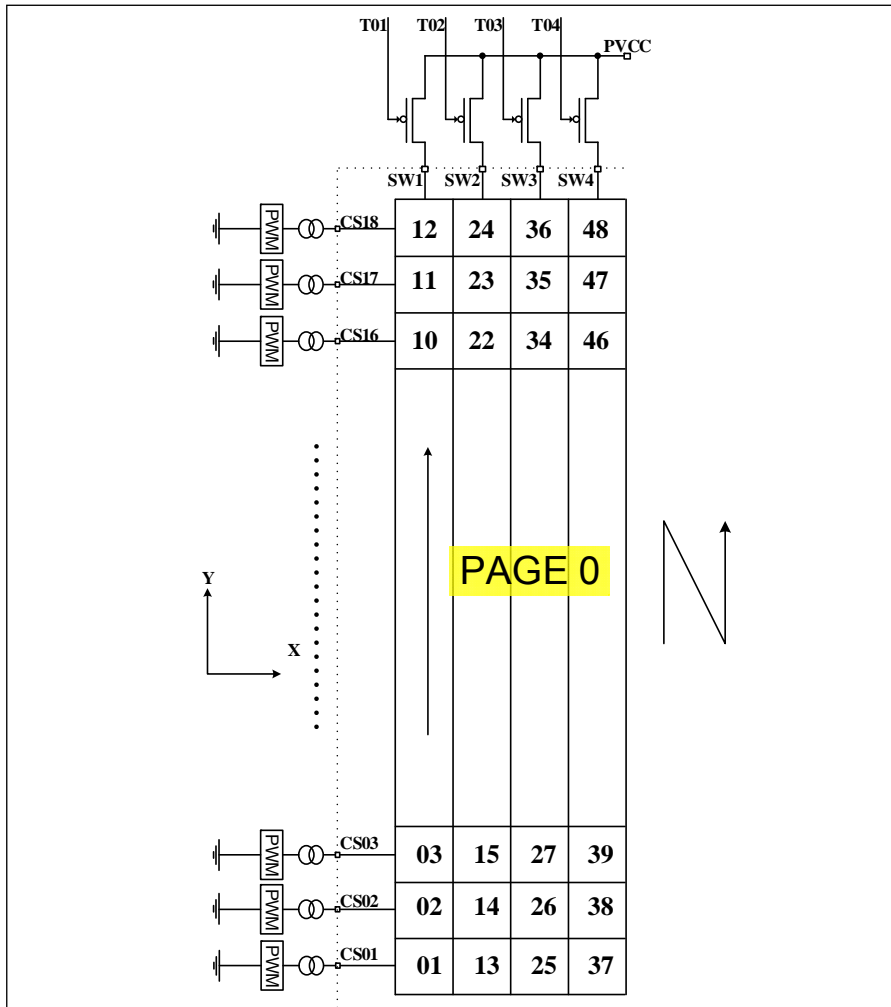 T01 T02 T03 T04
PVCC
SW1 SW2 SW3 SW4
PWM CS18 12 24 36 48
PWM CS17 11 23 35 47
PWM CS16 10 22 34 46
PAGE 0
Y
X
PWM CS03 03 15 27 39
PWM CS02 02 14 26 38
PWM CS01 01 13 25 37